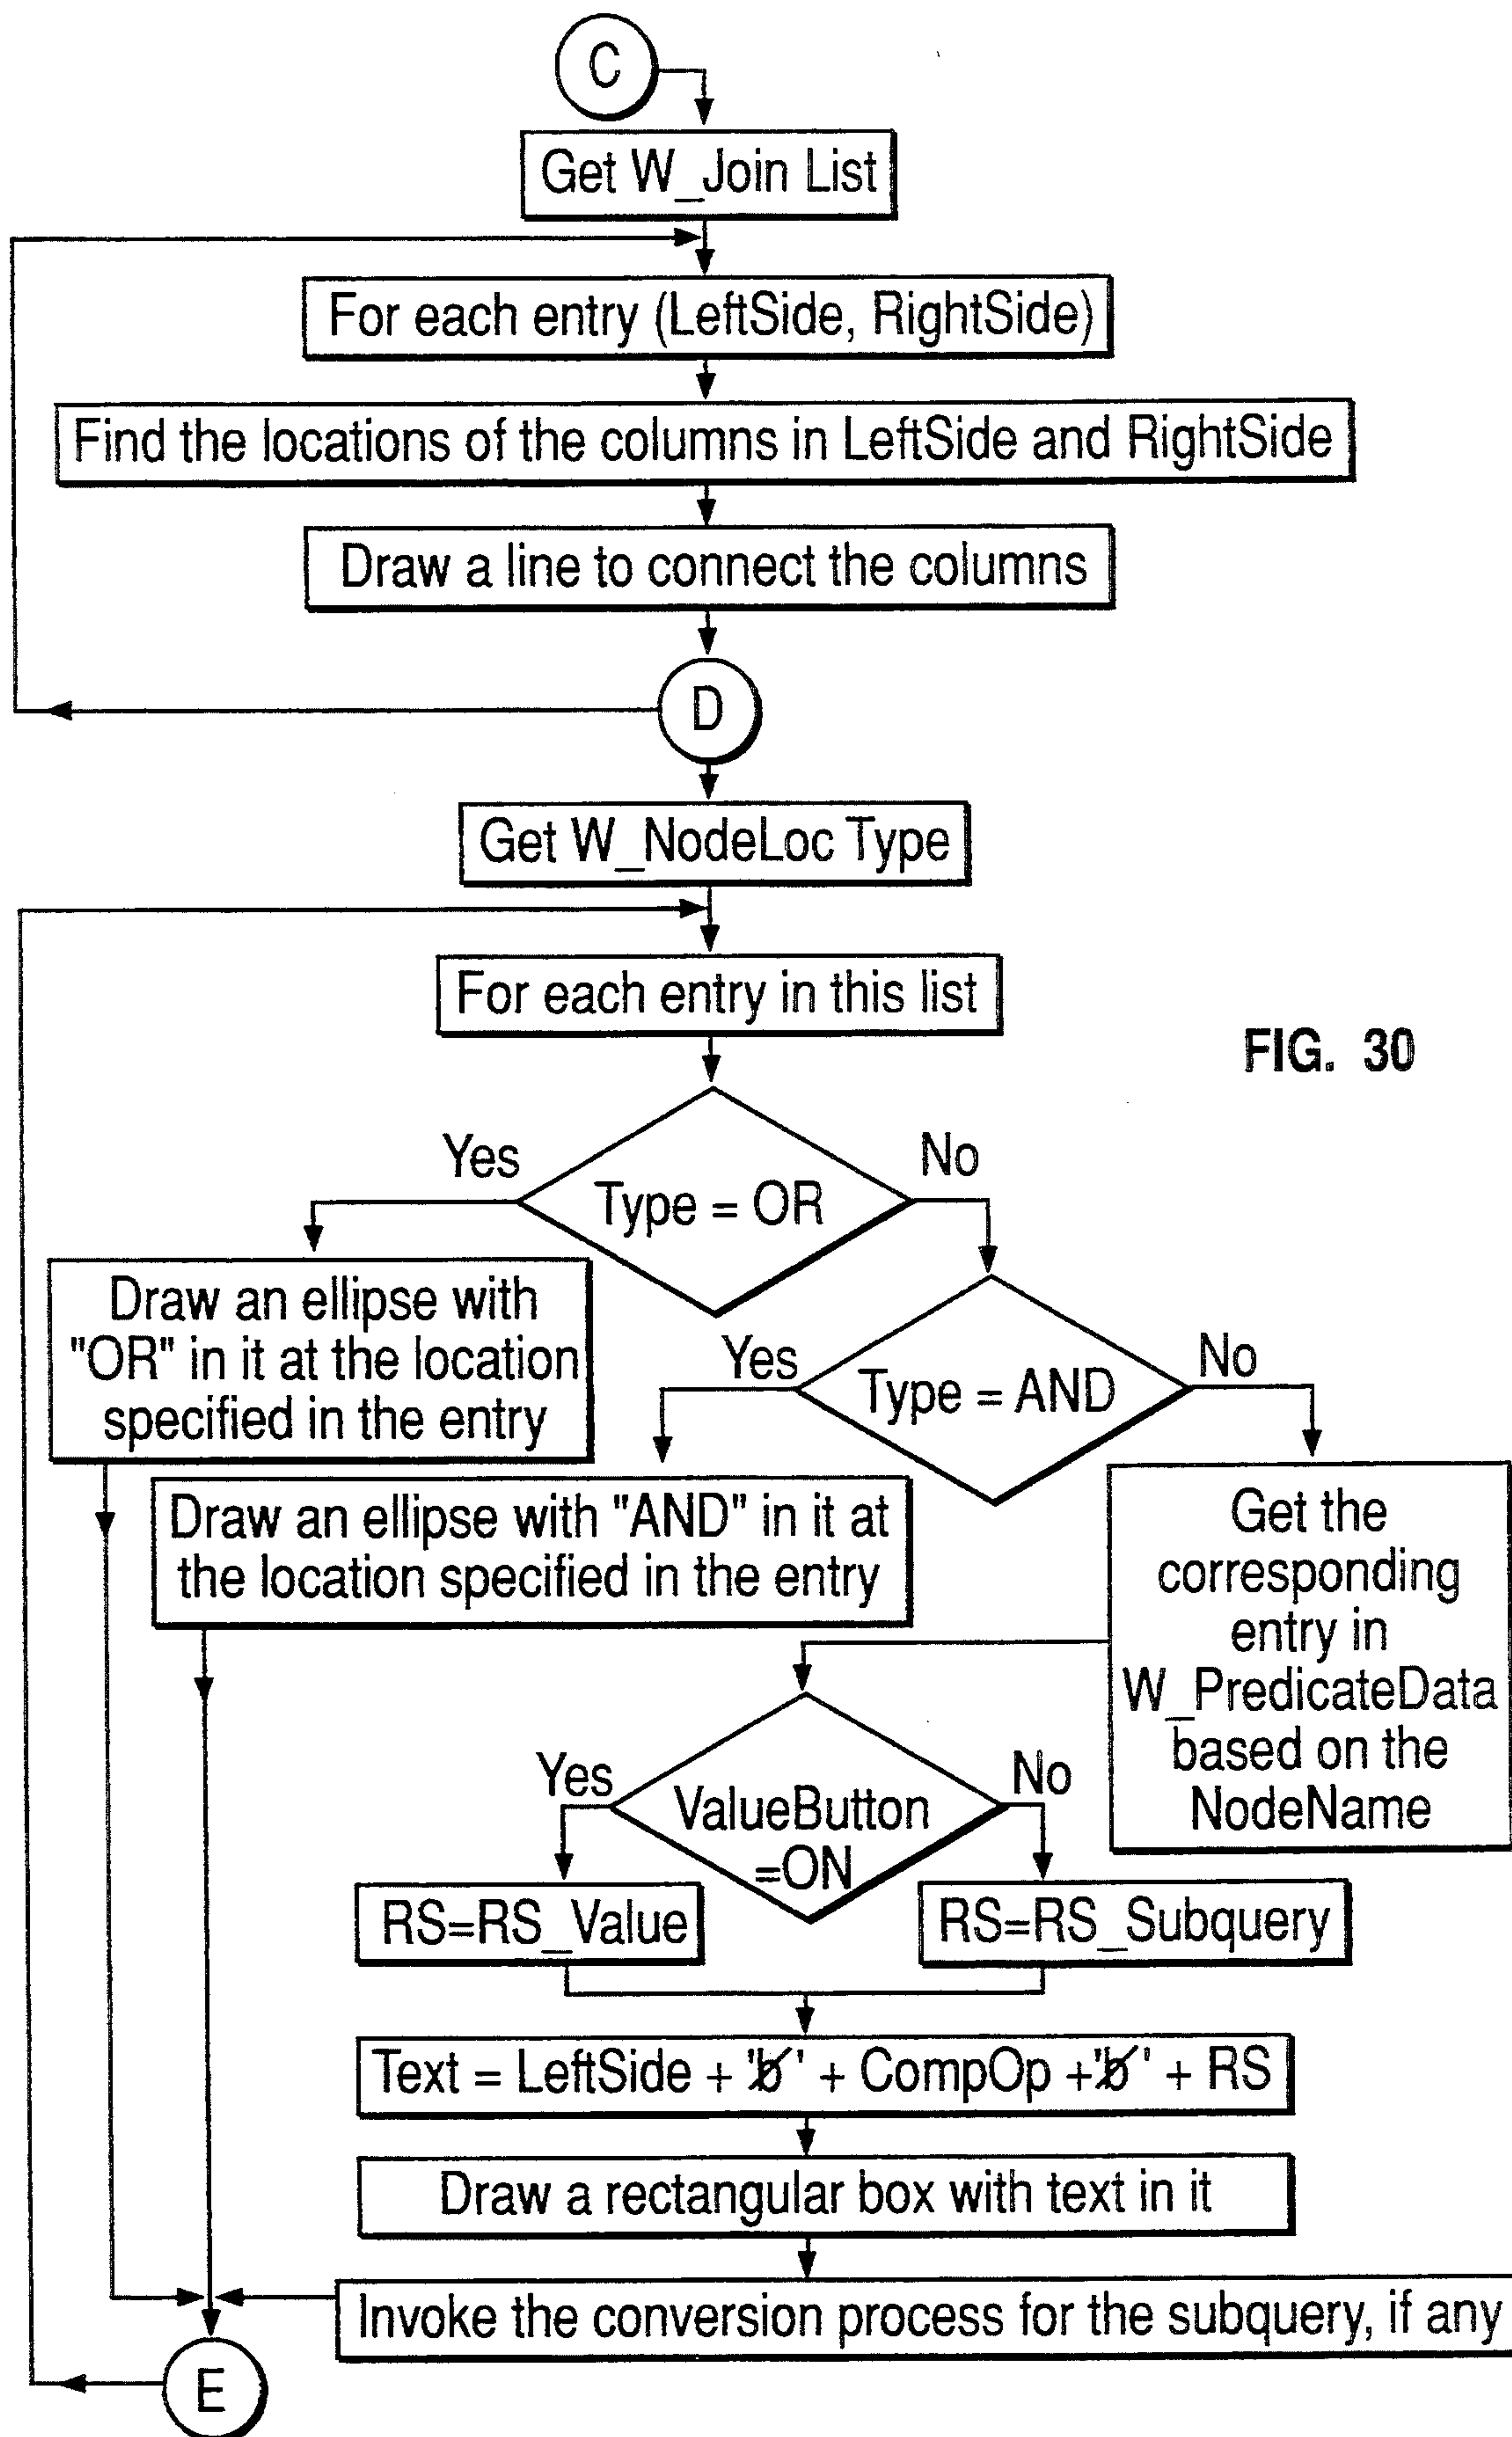 C
Get W_Join List
For each entry (LeftSide, RightSide)
Find the locations of the columns in LeftSide and RightSide
Draw a line to connect the columns
D
Get W_NodeLoc Type
For each entry in this list
FIG. 30
Yes
No
Type = OR
Draw an ellipse with
"OR" in it at the location
specified in the entry
Yes
No
Type = AND
Draw an ellipse with "AND" in it at
the location specified in the entry
Get the
corresponding
entry in
W_PredicateData
based on the
NodeName
Yes
No
ValueButton
=ON
RS=RS_Value
RS=RS_Subquery
Text = LeftSide + 'b̸' + CompOp +'b̸' + RS
Draw a rectangular box with text in it
Invoke the conversion process for the subquery, if any
E